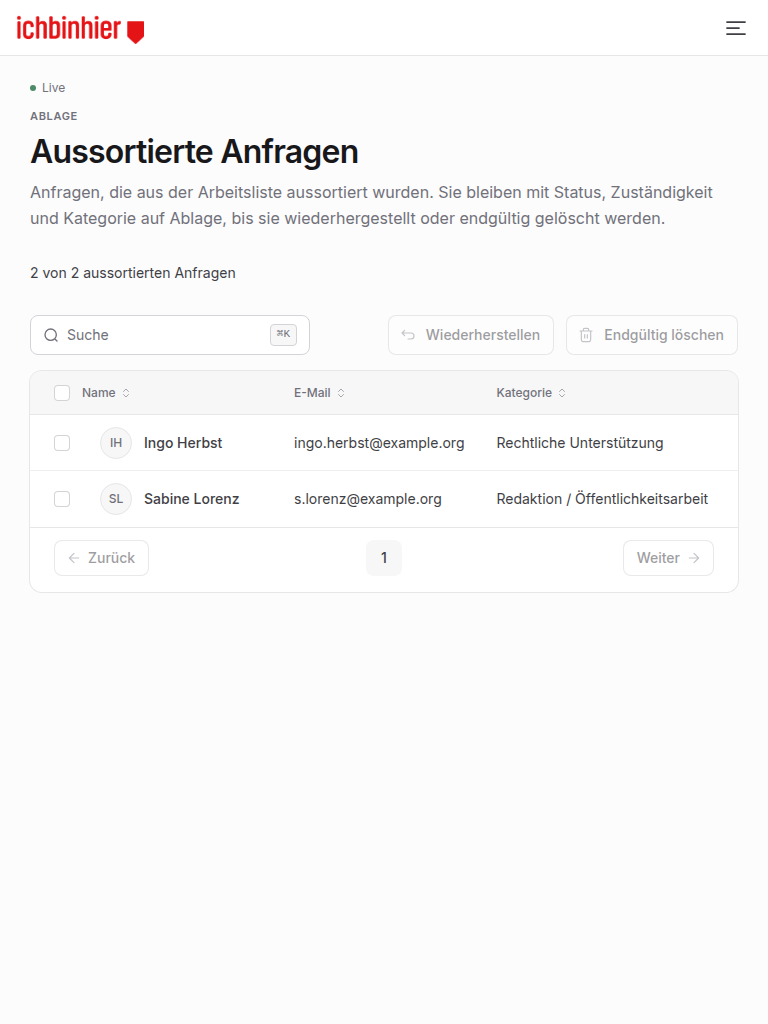 ichbinhier
Live
ABLAGE
Aussortierte Anfragen
Anfragen, die aus der Arbeitsliste aussortiert wurden. Sie bleiben mit Status, Zuständigkeit
und Kategorie auf Ablage, bis sie wiederhergestellt oder endgültig gelöscht werden.
2 von 2 aussortierten Anfragen
Suche ⌘K Wiederherstellen Endgültig löschen
Name E-Mail Kategorie
IH Ingo Herbst ingo.herbst@example.org Rechtliche Unterstützung
SL Sabine Lorenz s.lorenz@example.org Redaktion / Öffentlichkeitsarbeit
Zurück 1 Weiter